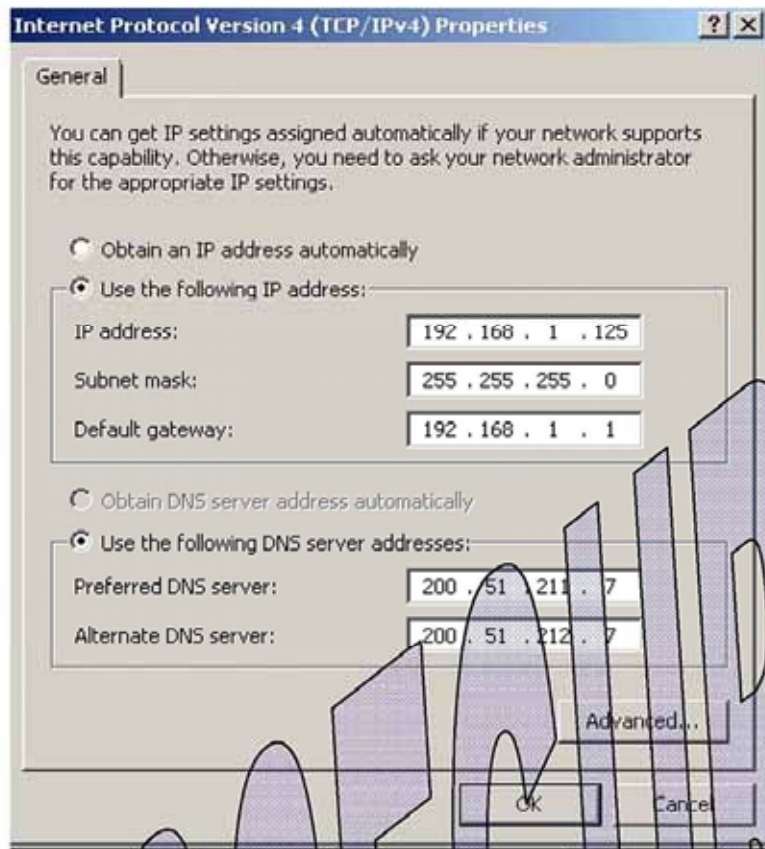 Internet Protocol Version 4 (TCP/IPv4) Properties
General
You can get IP settings assigned automatically if your network supports
this capability. Otherwise, you need to ask your network administrator
for the appropriate IP settings.
Obtain an IP address automatically
Use the following IP address:
IP address: 192 . 168 . 1 . 125
Subnet mask: 255 . 255 . 255 . 0
Default gateway: 192 . 168 . 1 . 1
Obtain DNS server address automatically
Use the following DNS server addresses:
Preferred DNS server: 200 . 51 . 211 . 7
Alternate DNS server: 200 . 51 . 212 . 7
Advanced...
OK Cancel